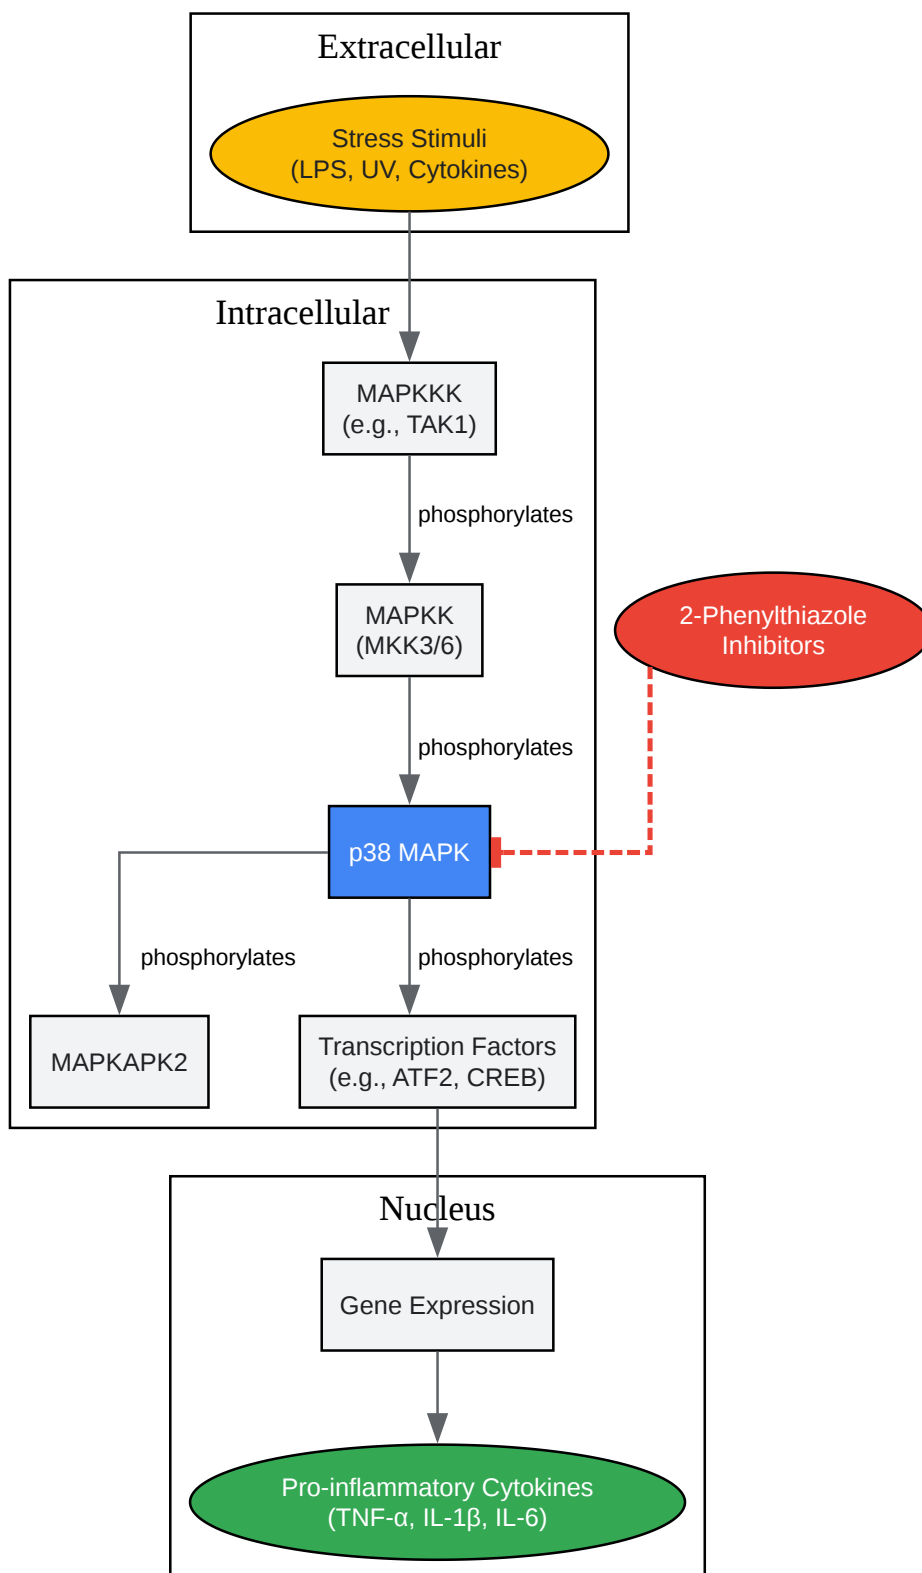 Extracellular
Stress Stimuli
(LPS, UV, Cytokines)
Intracellular
MAPKKK
(e.g., TAK1)
phosphorylates
MAPKK
(MKK3/6)
2-Phenylthiazole
Inhibitors
phosphorylates
p38 MAPK
phosphorylates
phosphorylates
MAPKAPK2
Transcription Factors
(e.g., ATF2, CREB)
Nucleus
Gene Expression
Pro-inflammatory Cytokines
(TNF-α, IL-1β, IL-6)